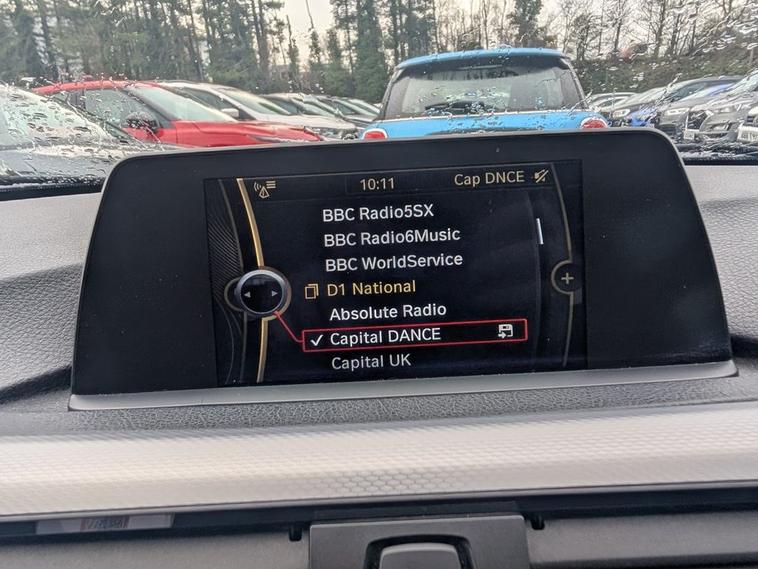 10:11 Cap DNCE
BBC Radio5SX
BBC Radio6Music
BBC WorldService
D1 National
Absolute Radio
Capital DANCE
Capital UK